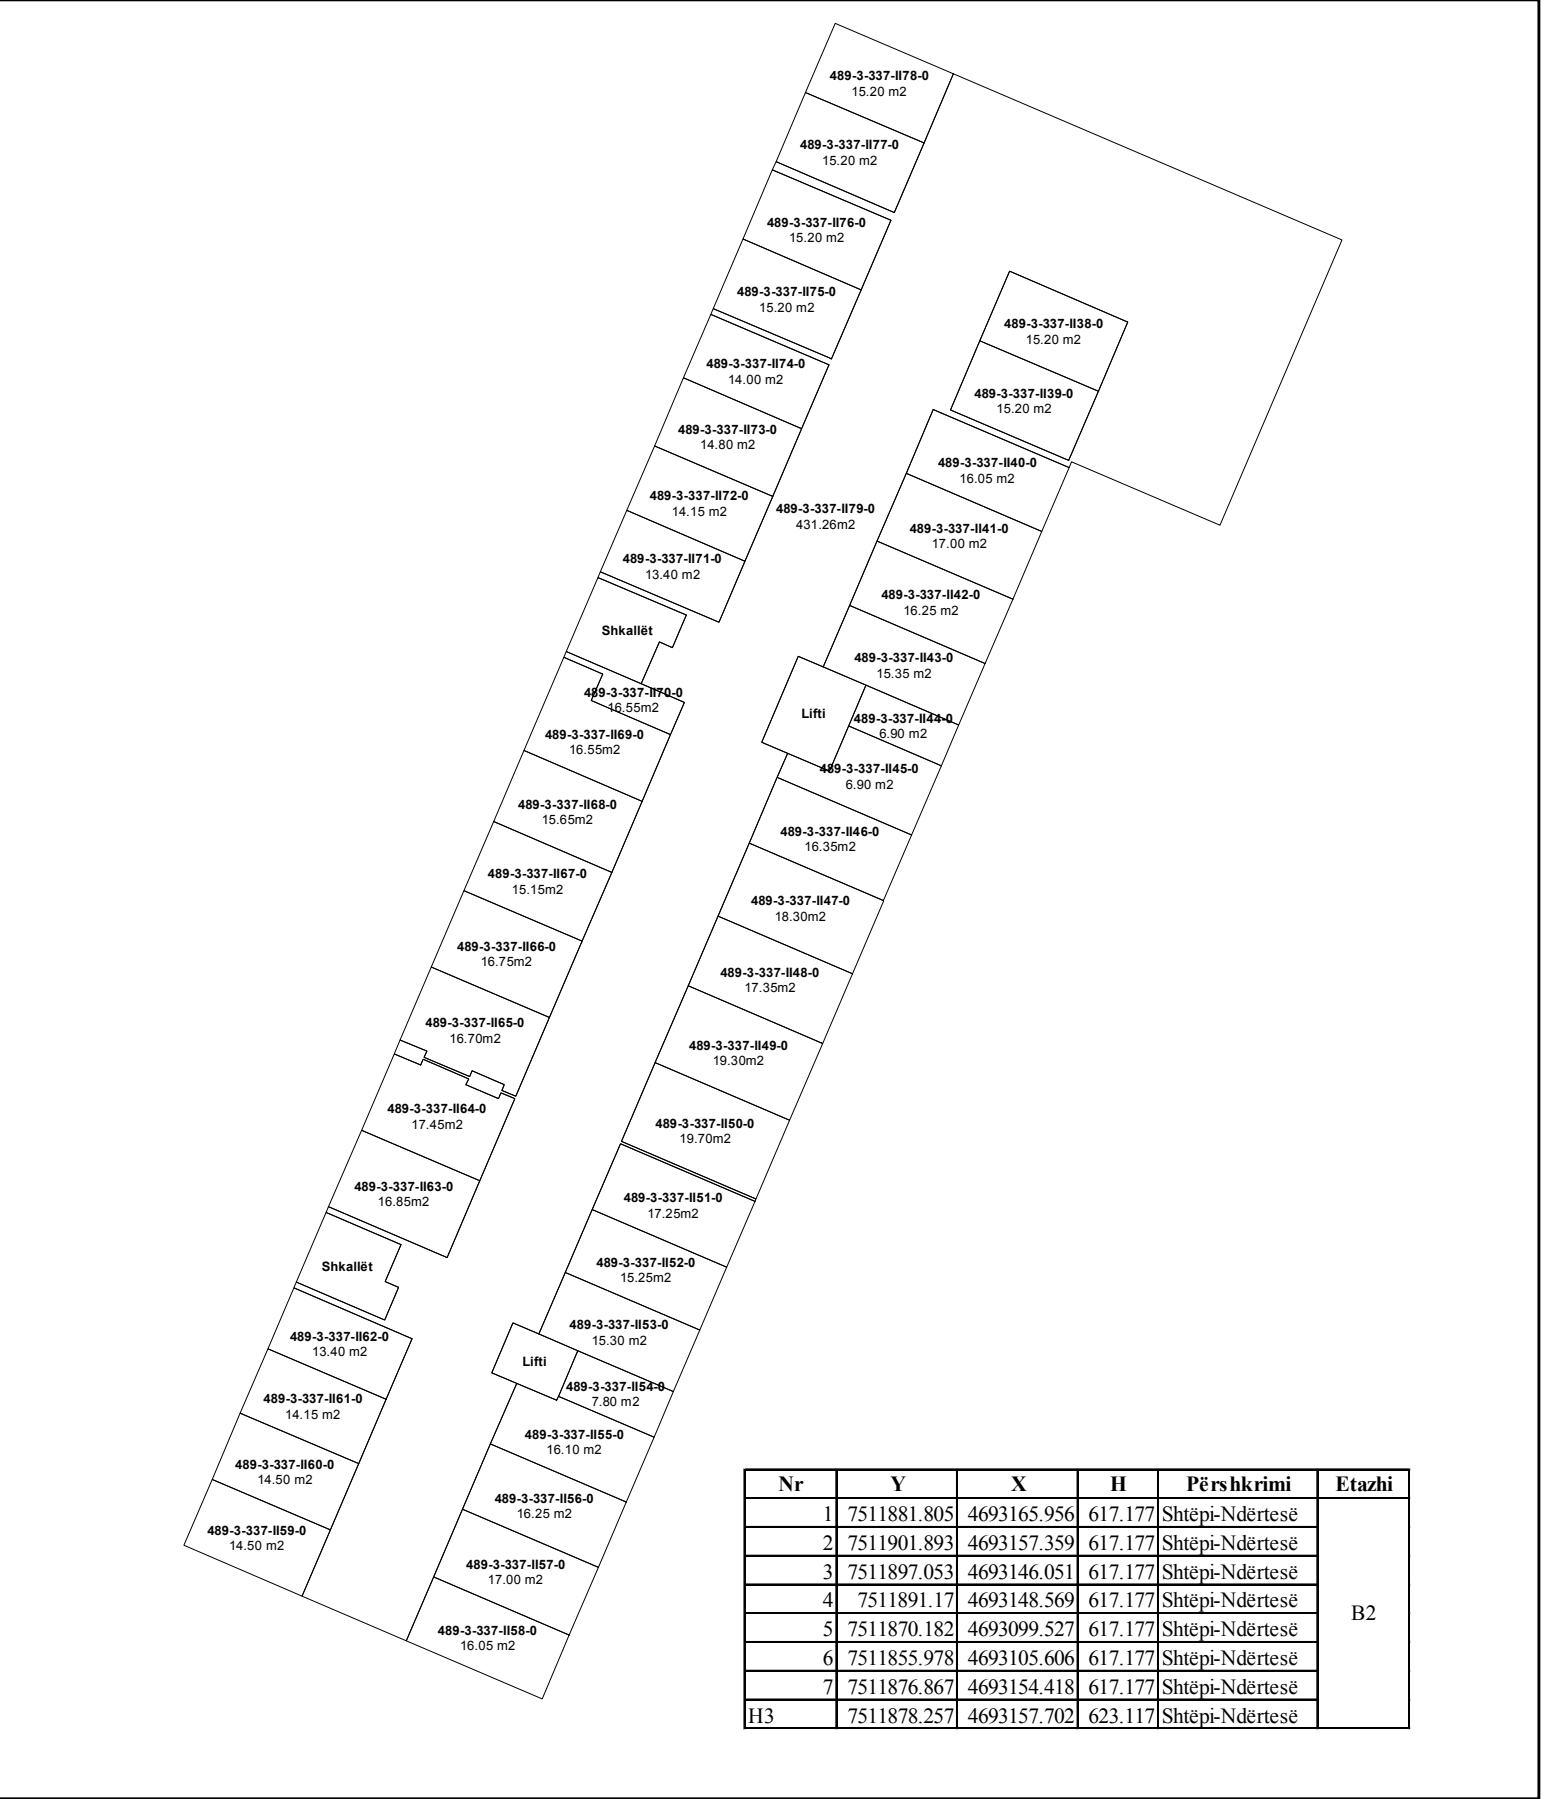 489-3-337-II78-0
15.20 m2
489-3-337-II77-0
15.20 m2
489-3-337-II76-0
15.20 m2
489-3-337-II75-0
15.20 m2
489-3-337-II74-0
14.00 m2
489-3-337-II73-0
14.80 m2
489-3-337-II72-0
14.15 m2
489-3-337-II71-0
13.40 m2
Shkallët
489-3-337-II70-0
16.55m2
489-3-337-II69-0
16.55m2
489-3-337-II68-0
15.65m2
489-3-337-II67-0
15.15m2
489-3-337-II66-0
16.75m2
489-3-337-II65-0
16.70m2
489-3-337-II64-0
17.45m2
489-3-337-II63-0
16.85m2
Shkallët
489-3-337-II62-0
13.40 m2
489-3-337-II61-0
14.15 m2
489-3-337-II60-0
14.50 m2
489-3-337-II59-0
14.50 m2
489-3-337-II79-0
431.26m2
489-3-337-II38-0
15.20 m2
489-3-337-II39-0
15.20 m2
489-3-337-II40-0
16.05 m2
489-3-337-II41-0
17.00 m2
489-3-337-II42-0
16.25 m2
489-3-337-II43-0
15.35 m2
Lifti
489-3-337-II44-0
6.90 m2
489-3-337-II45-0
6.90 m2
489-3-337-II46-0
16.35m2
489-3-337-II47-0
18.30m2
489-3-337-II48-0
17.35m2
489-3-337-II49-0
19.30m2
489-3-337-II50-0
19.70m2
489-3-337-II51-0
17.25m2
489-3-337-II52-0
15.25m2
489-3-337-II53-0
15.30 m2
Lifti
489-3-337-II54-0
7.80 m2
489-3-337-II55-0
16.10 m2
489-3-337-II56-0
16.25 m2
489-3-337-II57-0
17.00 m2
489-3-337-II58-0
16.05 m2
Nr Y X H Përshkrimi Etazhi
1 7511881.805 4693165.956 617.177 Shtëpi-Ndërtesë
2 7511901.893 4693157.359 617.177 Shtëpi-Ndërtesë
3 7511897.053 4693146.051 617.177 Shtëpi-Ndërtesë
4 7511891.17 4693148.569 617.177 Shtëpi-Ndërtesë
B2
5 7511870.182 4693099.527 617.177 Shtëpi-Ndërtesë
6 7511855.978 4693105.606 617.177 Shtëpi-Ndërtesë
7 7511876.867 4693154.418 617.177 Shtëpi-Ndërtesë
H3 7511878.257 4693157.702 623.117 Shtëpi-Ndërtesë